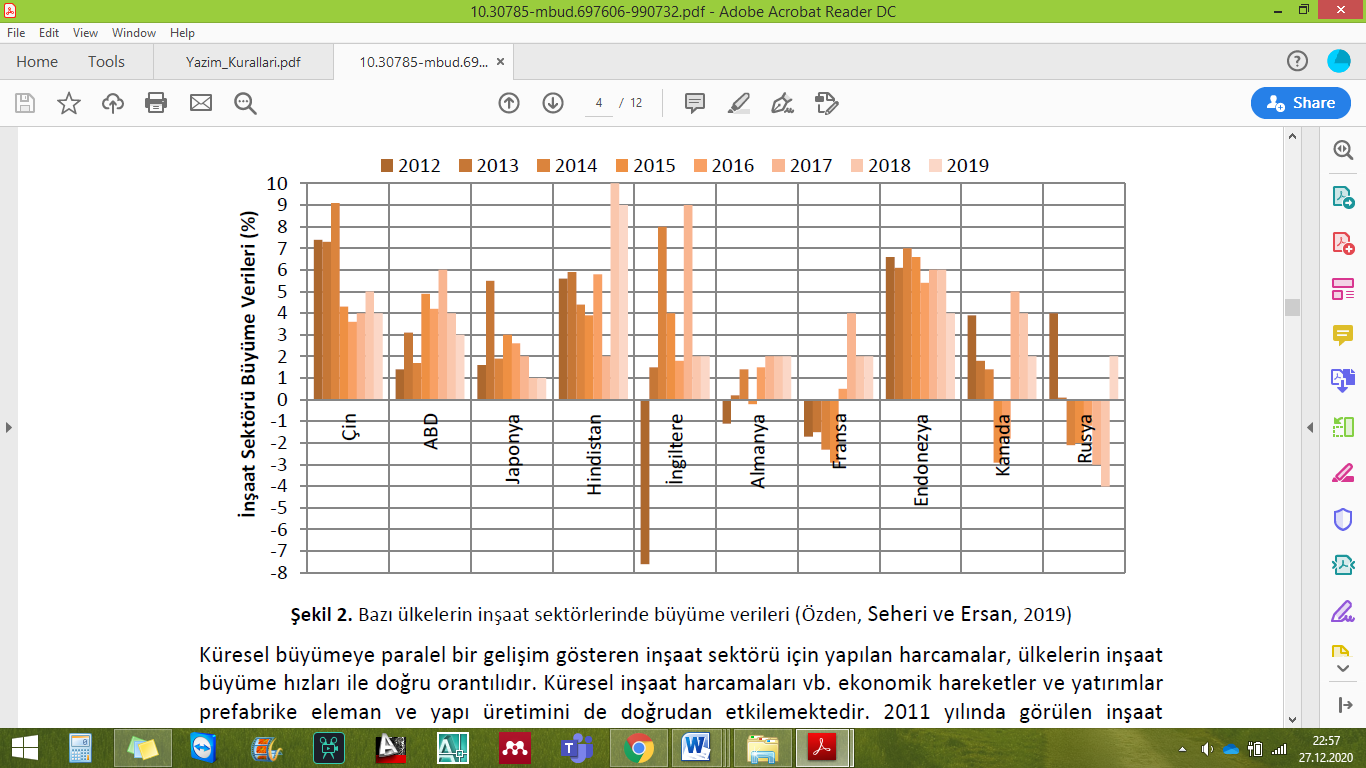 10.30785-mbud.697606-990732.pdf - Adobe Acrobat Reader DC
File Edit View Window Help
Home Tools Yazim_Kurallari.pdf 10.30785-mbud.69... ×
4 / 12
Share
2012 2013 2014 2015 2016 2017 2018 2019
İnşaat Sektörü Büyüme Verileri (%)
10
9
8
7
6
5
4
3
2
1
0
-1
-2
-3
-4
-5
-6
-7
-8
Çin
ABD
Japonya
Hindistan
İngiltere
Almanya
Fransa
Endonezya
Kanada
Rusya
Şekil 2. Bazı ülkelerin inşaat sektörlerinde büyüme verileri (Özden, Seheri ve Ersan, 2019)
Küresel büyümeye paralel bir gelişim gösteren inşaat sektörü için yapılan harcamalar, ülkelerin inşaat
büyüme hızları ile doğru orantılıdır. Küresel inşaat harcamaları vb. ekonomik hareketler ve yatırımlar
prefabrike eleman ve yapı üretimini de doğrudan etkilemektedir. 2011 yılında görülen inşaat
22:57
27.12.2020